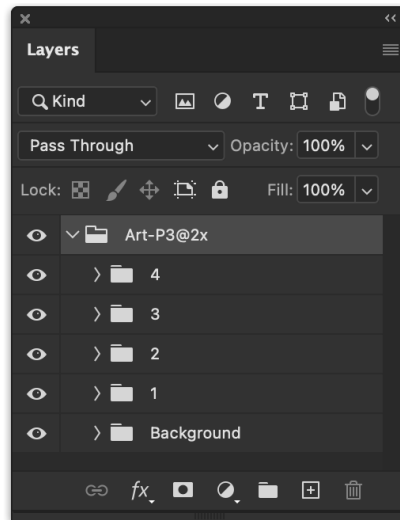 Layers
Kind
Pass Through Opacity: 100%
Lock: Fill: 100%
Art-P3@2x
4
3
2
1
Background
fx